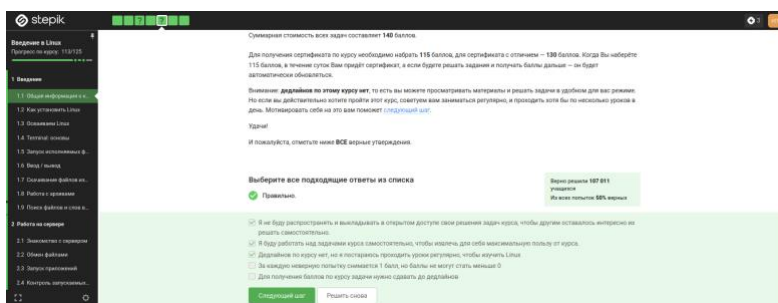 stepik
3
Введение в Linux
Прогресс по курсу: 113/125
1 Введение
1.1 Общая информация о к...
1.2 Как установить Linux
1.3 Осваиваем Linux
1.4 Terminal: основы
1.5 Запуск исполняемых ф...
1.6 Ввод / вывод
1.7 Скачивание файлов из...
1.8 Работа с архивами
1.9 Поиск файлов и слов в...
2 Работа на сервере
2.1 Знакомство с сервером
2.2 Обмен файлами
2.3 Запуск приложений
2.4 Контроль запускаемых...
Суммарная стоимость всех задач составляет 140 баллов.
Для получения сертификата по курсу необходимо набрать 115 баллов, для сертификата с отличием — 130 баллов. Когда Вы наберёте
115 баллов, в течение суток Вам придёт сертификат, а если будете решать задания и получать баллы дальше — он будет
автоматически обновляться.
Внимание: дедлайнов по этому курсу нет, то есть вы можете просматривать материалы и решать задачи в удобном для вас режиме.
Но если вы действительно хотите пройти этот курс, советуем вам заниматься регулярно, и проходить хотя бы по несколько уроков в
день. Мотивировать себя на это вам поможет следующий шаг.
Удачи!
И пожалуйста, отметьте ниже ВСЕ верные утверждения.
Выберите все подходящие ответы из списка
Правильно.
Верно решили 107 011
учащихся
Из всех попыток 50% верных
Я не буду распространять и выкладывать в открытом доступе свои решения задач курса, чтобы другим оставалось интересно их
решать самостоятельно.
Я буду работать над задачами курса самостоятельно, чтобы извлечь для себя максимальную пользу от курса.
Дедлайнов по курсу нет, но я постараюсь проходить уроки регулярно, чтобы изучить Linux
За каждую неверную попытку снимается 1 балл, но баллы не могут стать меньше 0
Для получения баллов по курсу задачи нужно сдавать до дедлайнов
Следующий шаг
Решить снова